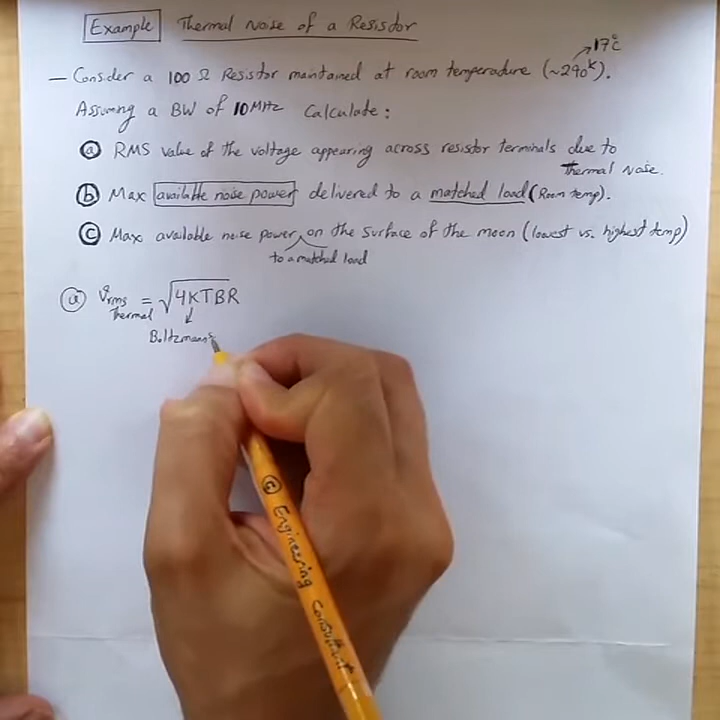 Example Thermal Noise of a Resistor
17°C
— Consider a 100 Ω Resistor maintained at room temperature (~290K).
Assuming a BW of 10MHz Calculate:
(a) RMS value of the voltage appearing across resistor terminals due to
Thermal Noise.
(b) Max available noise power delivered to a matched load (Room temp).
(c) Max available noise power on the surface of the moon (lowest vs. highest temp)
to a matched load
(a) Vrms = √4KTBR
Thermal
Boltzmann's
© Engineering Consultant